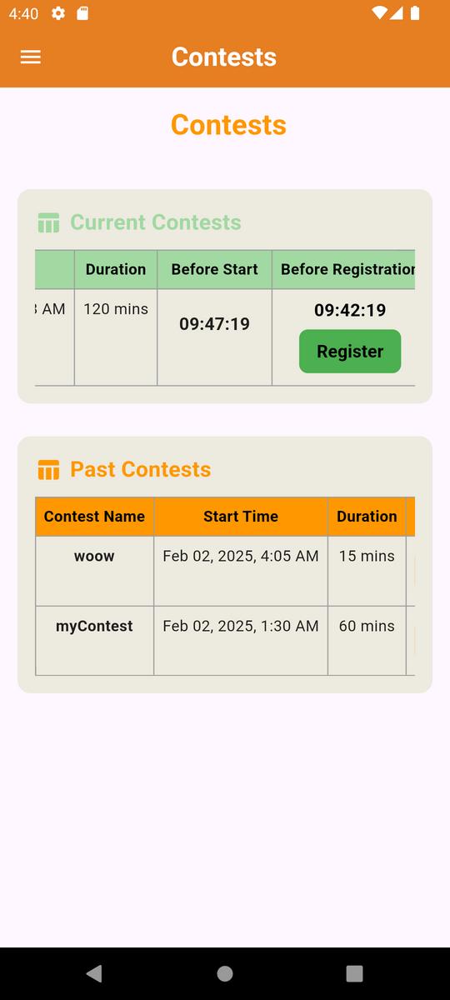 4:40
Contests
Contests
Current Contests
Duration Before Start Before Registration
AM 120 mins 09:47:19 09:42:19
Register
Past Contests
Contest Name Start Time Duration
woow Feb 02, 2025, 4:05 AM 15 mins
myContest Feb 02, 2025, 1:30 AM 60 mins